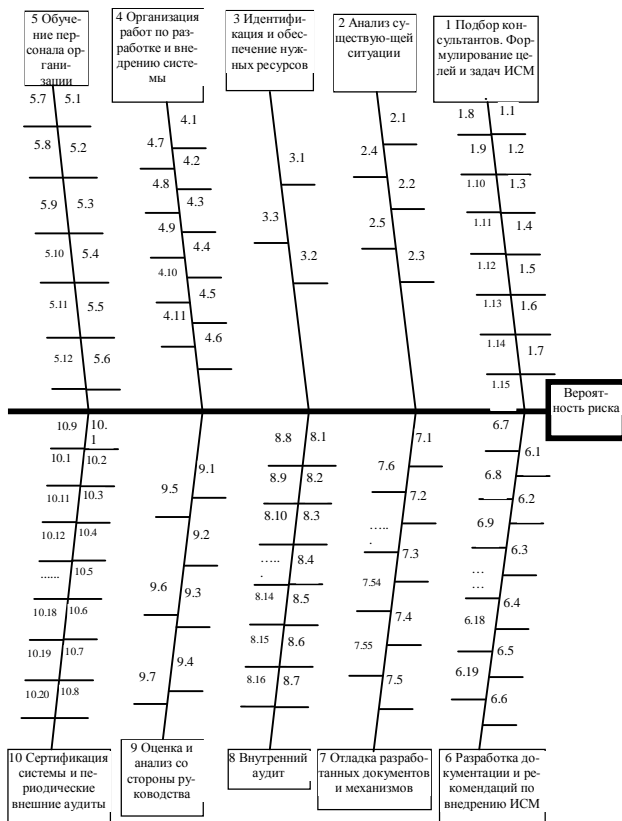 5 Обучение персонала органи-
зации
4 Организация
работ по раз-
работке и вне-
дрению системы
3 Идентифи-
кация и обес-
печение нуж-
ных ресурсов
2 Анализ су-
ществую-щей
ситуации
1 Подбор кон-
сультантов. Фор-
мулирование це-
лей и задач ИСМ
5.7 5.1
5.8 5.2
5.9 5.3
5.10 5.4
5.11 5.5
5.12 5.6
4.1
4.7 4.2
4.8 4.3
4.9 4.4
4.10 4.5
4.11 4.6
3.1
3.3 3.2
2.1
2.4 2.2
2.5 2.3
1.8 1.1
1.9 1.2
1.10 1.3
1.11 1.4
1.12 1.5
1.13 1.6
1.14 1.7
1.15
Вероят-
ность риска
10.9 10.
1
10.1 10.2
10.11 10.3
10.12 10.4
...... 10.5
10.18 10.6
10.19 10.7
10.20 10.8
9.1
9.5 9.2
9.6 9.3
9.7 9.4
8.8 8.1
8.9 8.2
8.10 8.3
.....
. 8.4
8.14 8.5
8.15 8.6
8.16 8.7
7.1
7.6 7.2
.....
. 7.3
7.54 7.4
7.55 7.5
6.7 6.1
6.8 6.2
6.9 6.3
...
... 6.4
6.18 6.5
6.19 6.6
10 Сертификация
системы и пе-
риодические
внешние аудиты
9 Оценка и
анализ со
стороны ру-
ководства
8 Внутренний
аудит
7 Отладка разрабо-
танных документов
и механизмов
6 Разработка до-
кументации и ре-
комендаций по
внедрению ИСМ